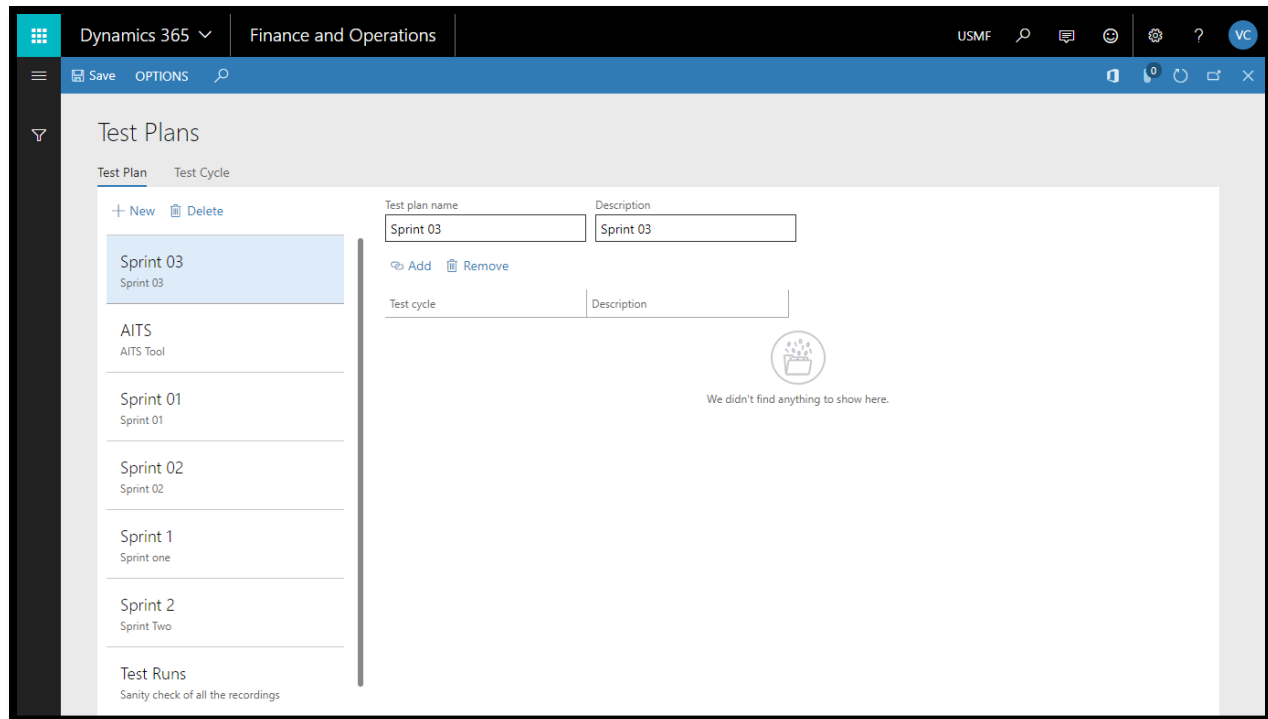 Dynamics 365 Finance and Operations USMF ? VC
Save OPTIONS 0
Test Plans
Test Plan Test Cycle
New Delete
Sprint 03
Sprint 03
AITS
AITS Tool
Sprint 01
Sprint 01
Sprint 02
Sprint 02
Sprint 1
Sprint one
Sprint 2
Sprint Two
Test Runs
Sanity check of all the recordings
Test plan name Description
Sprint 03 Sprint 03
Add Remove
Test cycle Description
We didn't find anything to show here.